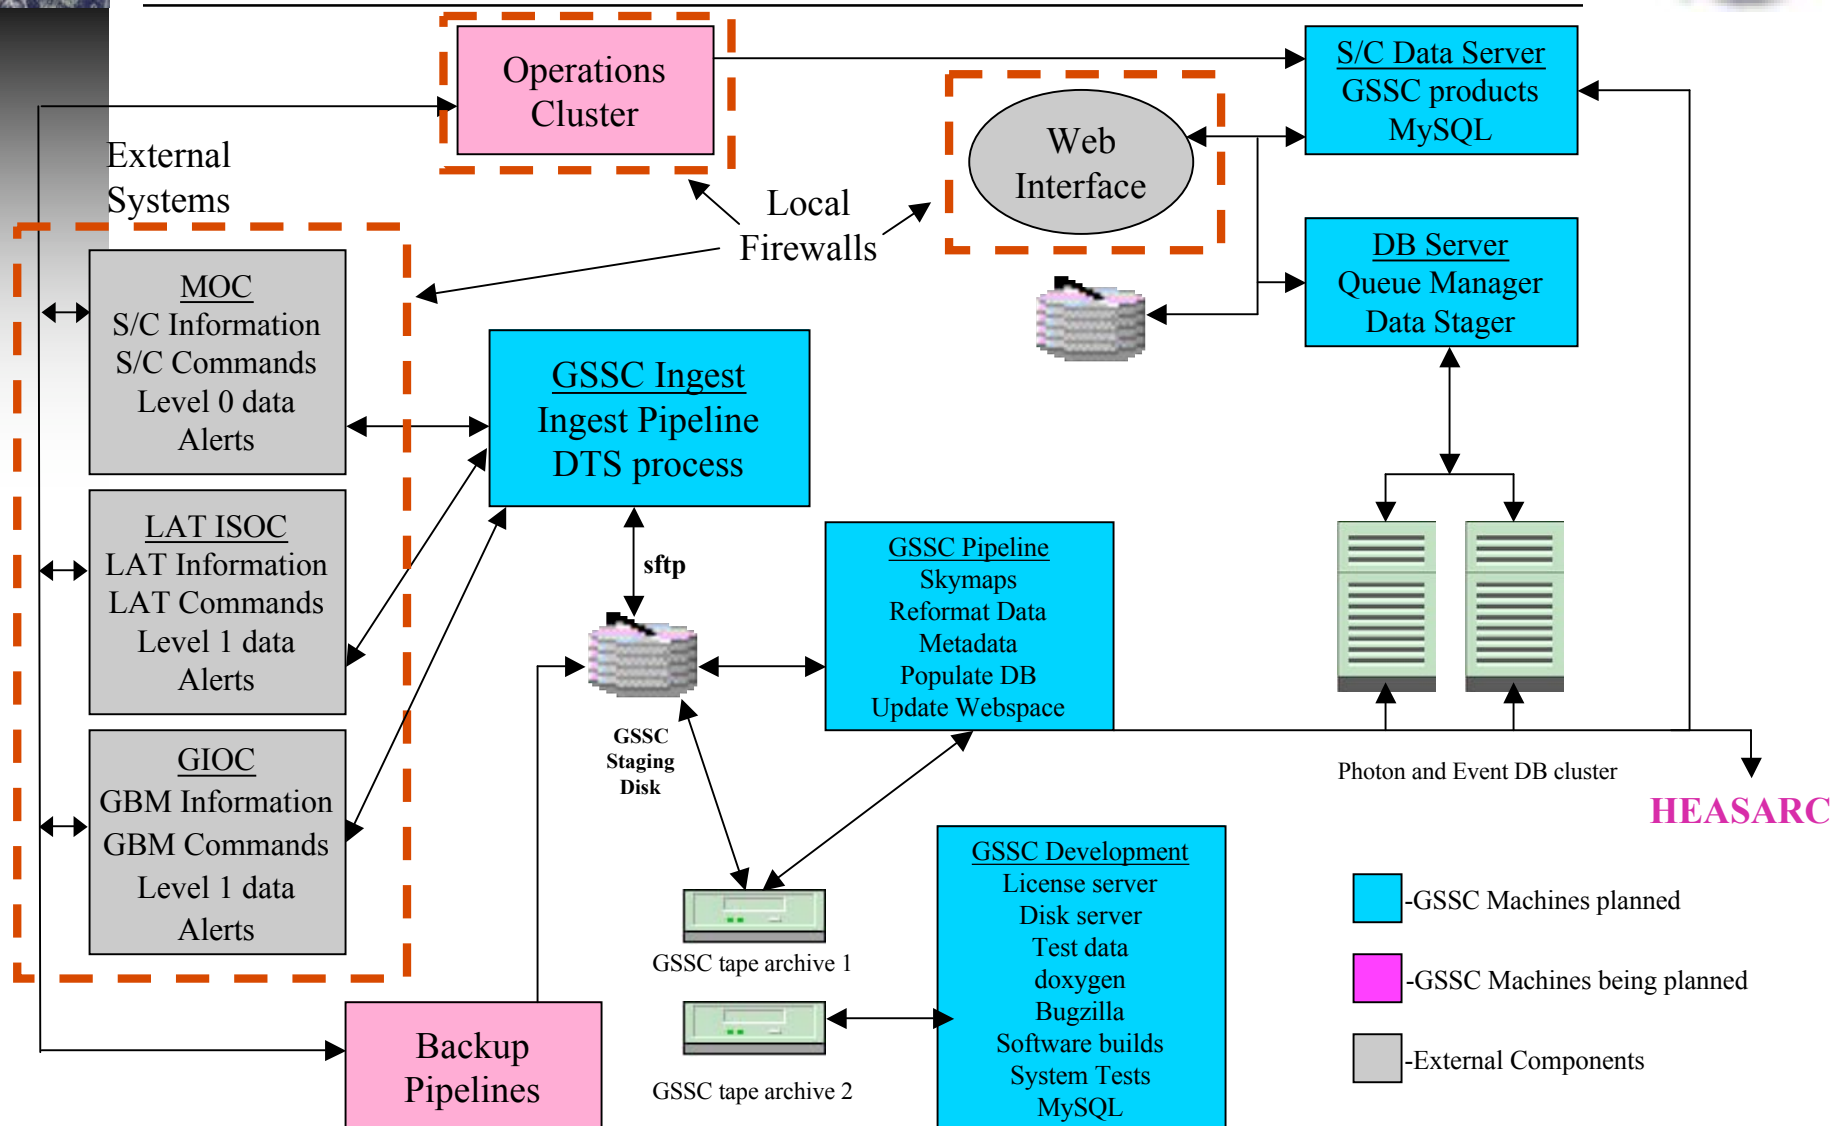 Operations
Cluster
S/C Data Server
GSSC products
MySQL
Web
Interface
External
Systems
Local
Firewalls
DB Server
Queue Manager
Data Stager
MOC
S/C Information
S/C Commands
Level 0 data
Alerts
GSSC Ingest
Ingest Pipeline
DTS process
LAT ISOC
LAT Information
LAT Commands
Level 1 data
Alerts
sftp
GSSC Pipeline
Skymaps
Reformat Data
Metadata
Populate DB
Update Webspace
GSSC
Staging
Disk
GIOC
GBM Information
GBM Commands
Level 1 data
Alerts
Photon and Event DB cluster
HEASARC
GSSC tape archive 1
GSSC tape archive 2
GSSC Development
License server
Disk server
Test data
doxygen
Bugzilla
Software builds
System Tests
MySQL
Backup
Pipelines
-GSSC Machines planned
-GSSC Machines being planned
-External Components